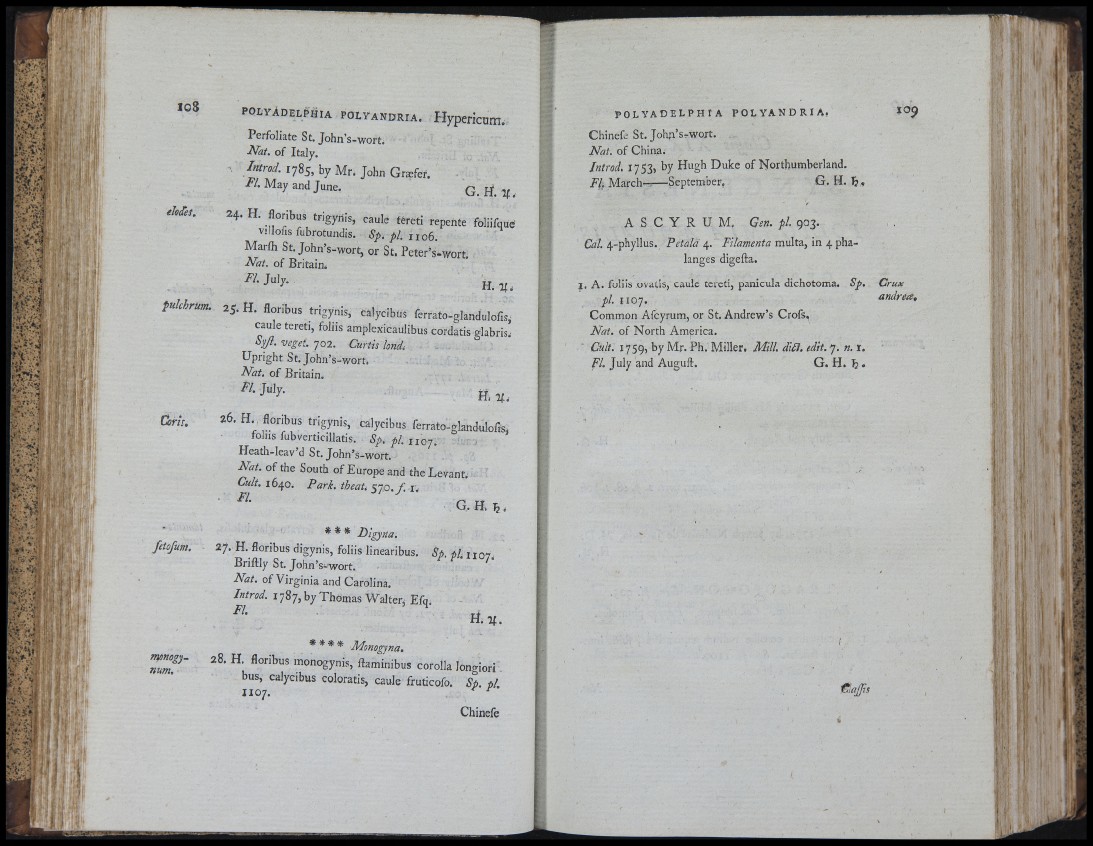 108 POLYADELPHIA POLYANDRIA. Hypericum.
Perfoliate St. John's-wort.
Nat. of Italy.
Introd. 1785, by Mr. John Græfer.
Fl. May and June. G. H. ♃.
elodes. 24. H. floribus trigynis, caule tereti repente foliiſque
villoſis ſubrotundis. Sp. pl. 1106.
Marſh St. John's-wort, or St. Peter's-wort.
Nat. of Britain.
Fl. July. H. ♃.
pulchrum. 25. H. floribus trigynis, calycibus ſerrato-glanduloſis,
caule tereti, foliis amplexicaulibus cordatis glabris.
Syſt. veget. 702. Curtis lond.
Upright St. John's-wort.
Nat. of Britain.
Fl. July. H. ♃.
Coris. 26. H. floribus trigynis, calycibus ſerrato-glanduloſis,
foliis ſubverticillatis. Sp. pl. 1107.
Heath-leav'd St. John's-wort.
Nat. of the South of Europe and the Levant.
Cult. 1640. Park. theat. 570. f. 1.
Fl. G. H. ♄.
* * * Digyna.
ſetoſum. 27. H. floribus digynis, foliis linearibus. Sp. pl. 1107.
Briſtly St. John's-wort.
Nat. of Virginia and Carolina.
Introd. 1787, by Thomas Walter, Eſq.
Fl. H. ♃.
* * * * Monogyna.
monogy- 28. H. floribus monogynis, ſtaminibus corolla longiori
num. bus, calycibus coloratis, caule fruticoſo. Sp. pl.
1107.
Chineſe
POLYADELPHIA POLYANDRIA. 109
Chineſe St. John's-wort.
Nat. of China.
Introd. 1753, by Hugh Duke of Northumberland.
Fl. March——September. G. H. ♄.
ASCYRUM. Gen. pl. 903.
Cal. 4-phyllus. Petala 4. Filamenta multa, in 4 pha-
langes digeſta.
1. A. foliis ovatis, caule tereti, panicula dichotoma. Sp. Crux
pl. 1107. andreæ.
Common Aſcyrum, or St. Andrew's Croſs.
Nat. of North America.
Cult. 1759, by Mr. Ph. Miller. Mill. dict. edit. 7. n. 1.
Fl. July and Auguſt. G. H. ♄.
Claſſis